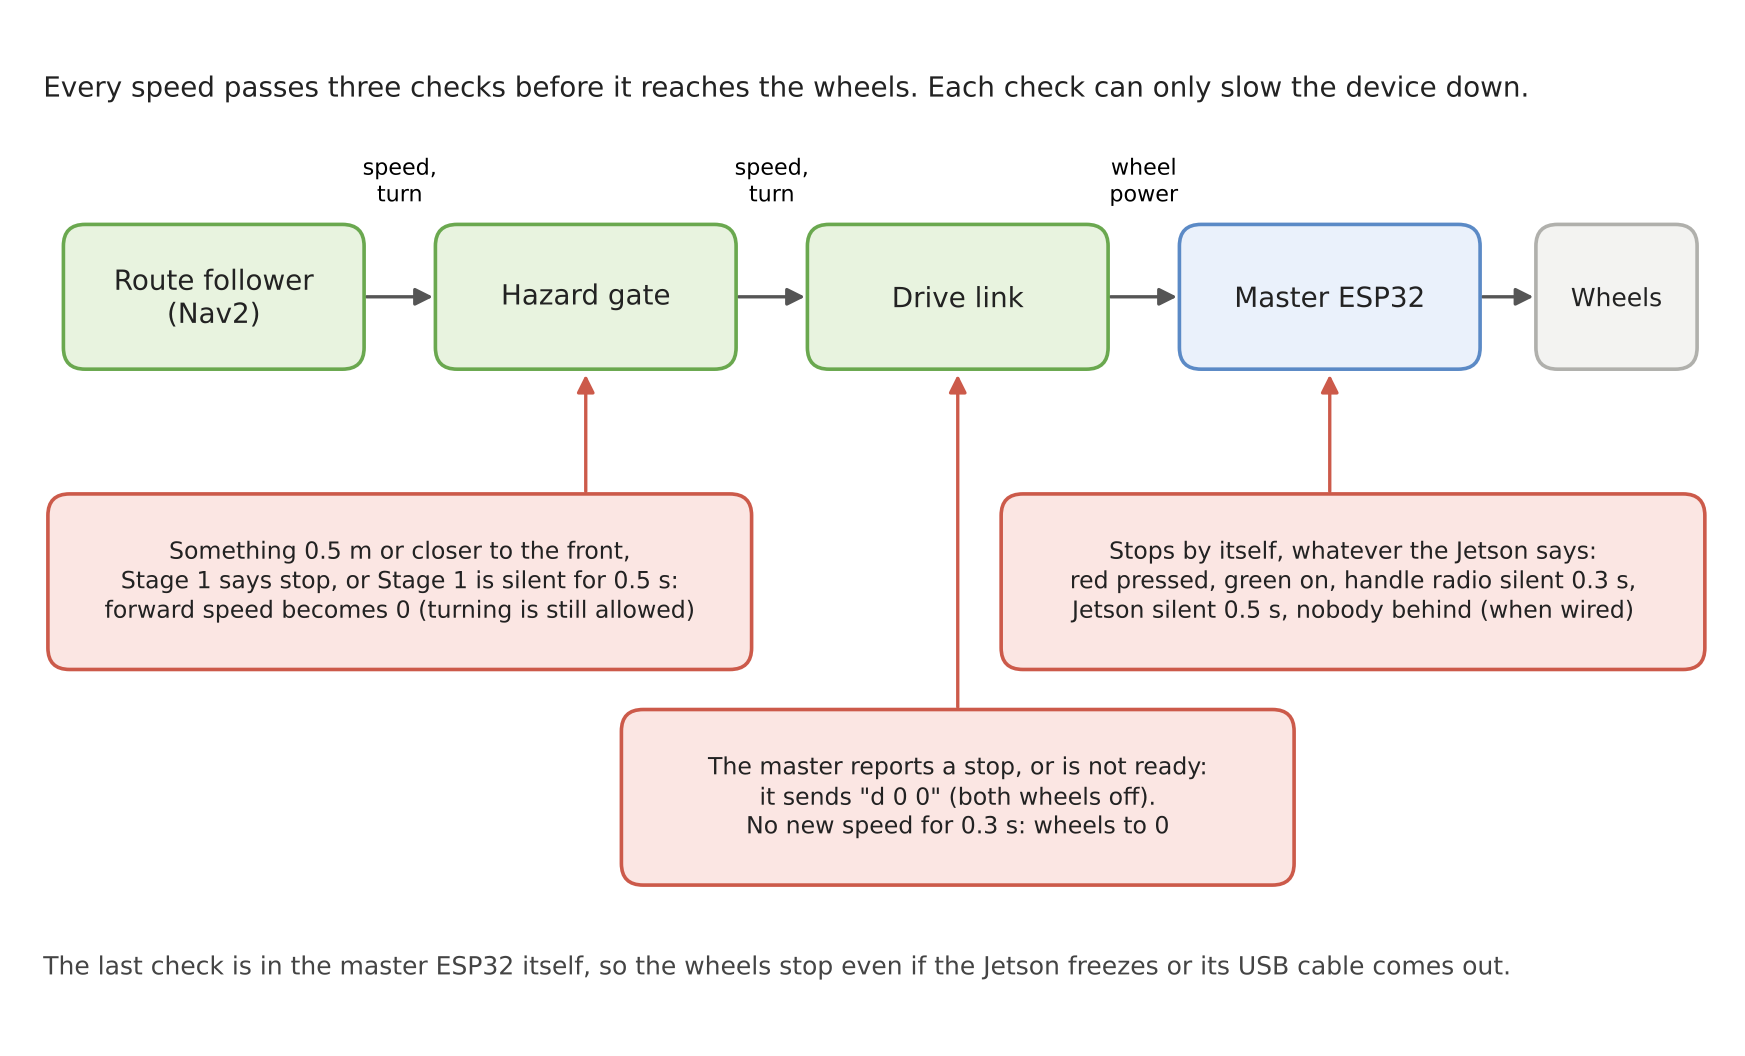 Every speed passes three checks before it reaches the wheels. Each check can only slow the device down.
speed,
turn
speed,
turn
wheel
power
Route follower
(Nav2)
Hazard gate
Drive link
Master ESP32
Wheels
Something 0.5 m or closer to the front,
Stage 1 says stop, or Stage 1 is silent for 0.5 s:
forward speed becomes 0 (turning is still allowed)
Stops by itself, whatever the Jetson says:
red pressed, green on, handle radio silent 0.3 s,
Jetson silent 0.5 s, nobody behind (when wired)
The master reports a stop, or is not ready:
it sends "d 0 0" (both wheels off).
No new speed for 0.3 s: wheels to 0
The last check is in the master ESP32 itself, so the wheels stop even if the Jetson freezes or its USB cable comes out.